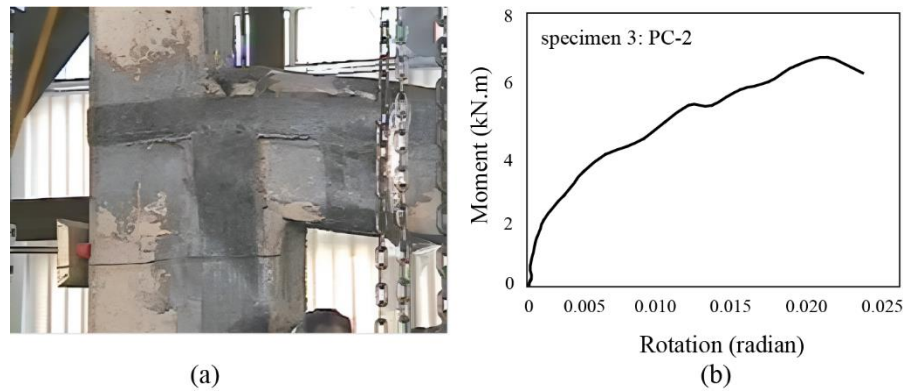 8
specimen 3: PC-2
6
4
2
0
Moment (kN.m)
0 0.005 0.010 0.015 0.020 0.025
Rotation (radian)
(a) (b)